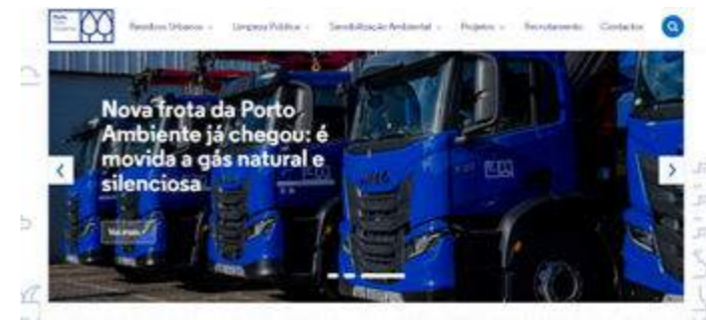 Porto
Resíduos Urbanos
Limpeza Pública
Sensibilização Ambiental
Projetos
Recrutamento
Contactos
Nova frota da Porto
Ambiente já chegou: é
movida a gás natural e
silenciosa